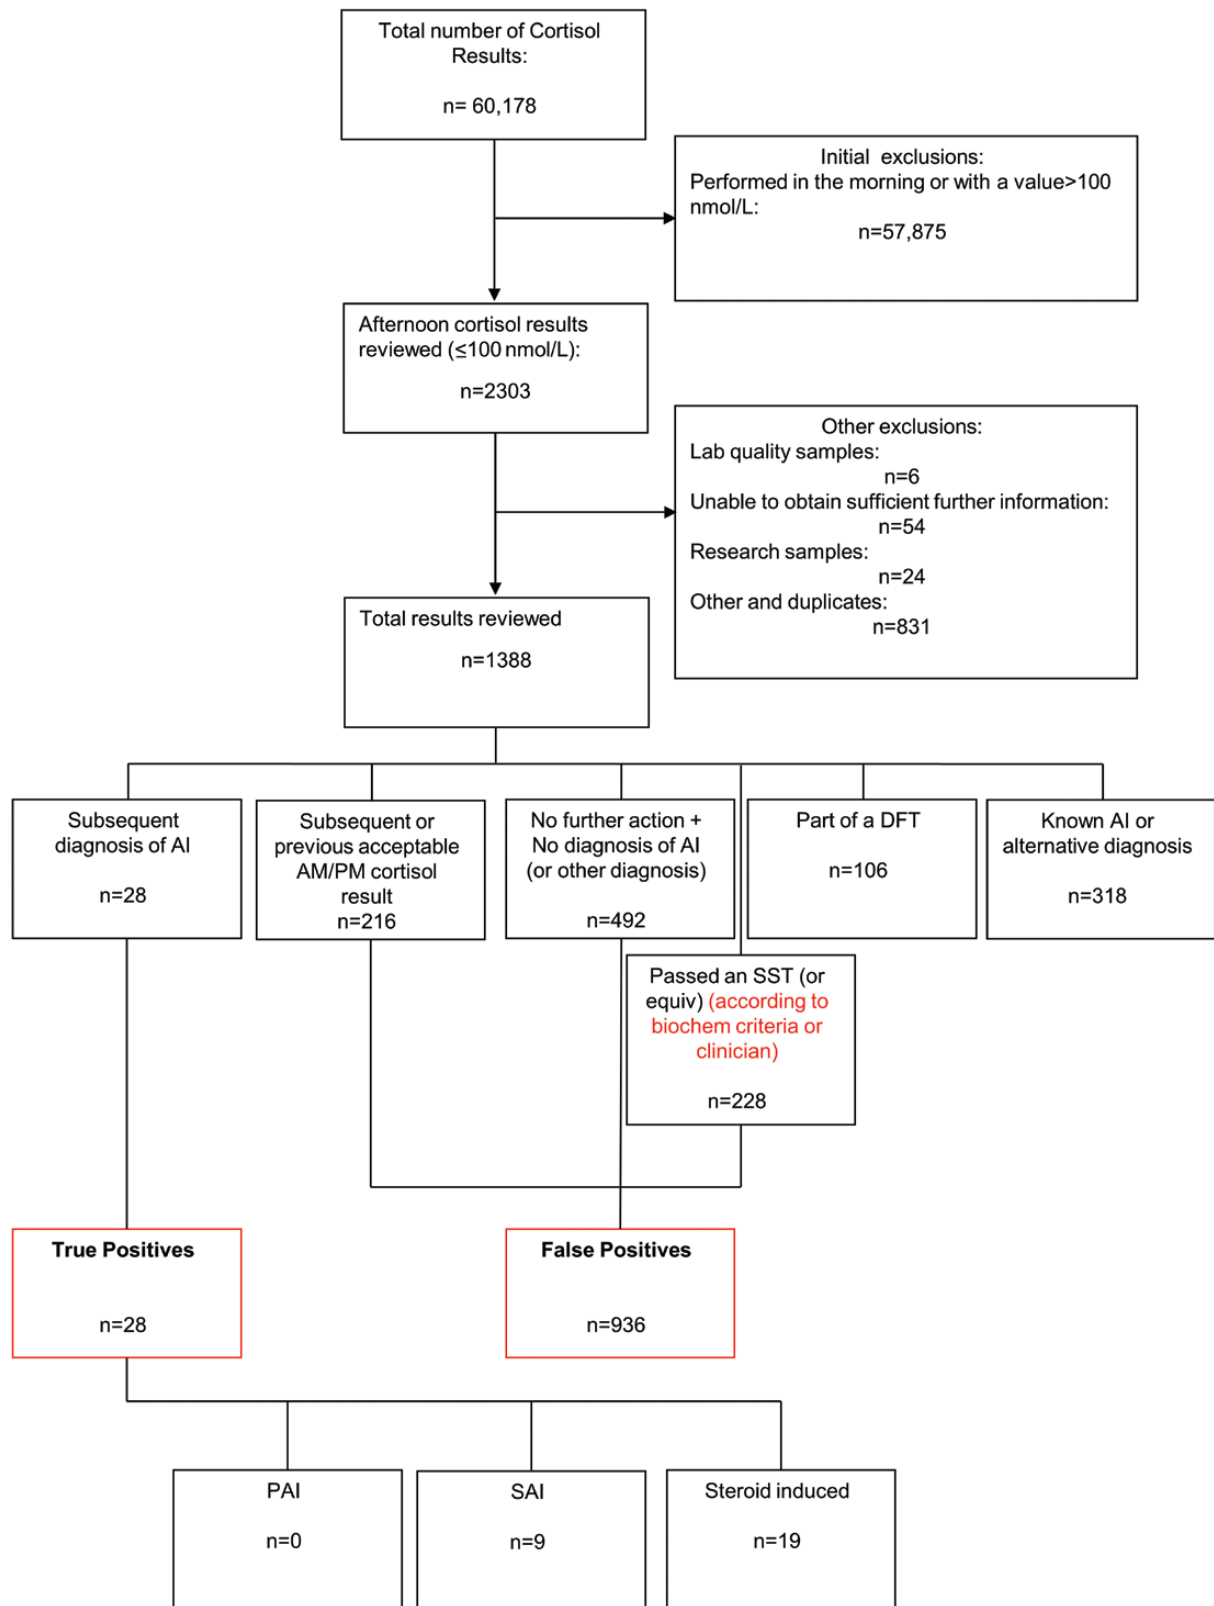 Total number of Cortisol
Results:
n= 60,178
Initial exclusions:
Performed in the morning or with a value>100
nmol/L:
n=57,875
Afternoon cortisol results
reviewed (≤100 nmol/L):
n=2303
Other exclusions:
Lab quality samples:
n=6
Unable to obtain sufficient further information:
n=54
Research samples:
n=24
Other and duplicates:
n=831
Total results reviewed
n=1388
Subsequent
diagnosis of AI
n=28
Subsequent or
previous acceptable
AM/PM cortisol
result
n=216
No further action +
No diagnosis of AI
(or other diagnosis)
n=492
Part of a DFT
n=106
Known AI or
alternative diagnosis
n=318
Passed an SST (or
equiv) (according to
biochem criteria or
clinician)
n=228
True Positives
n=28
False Positives
n=936
PAI
n=0
SAI
n=9
Steroid induced
n=19